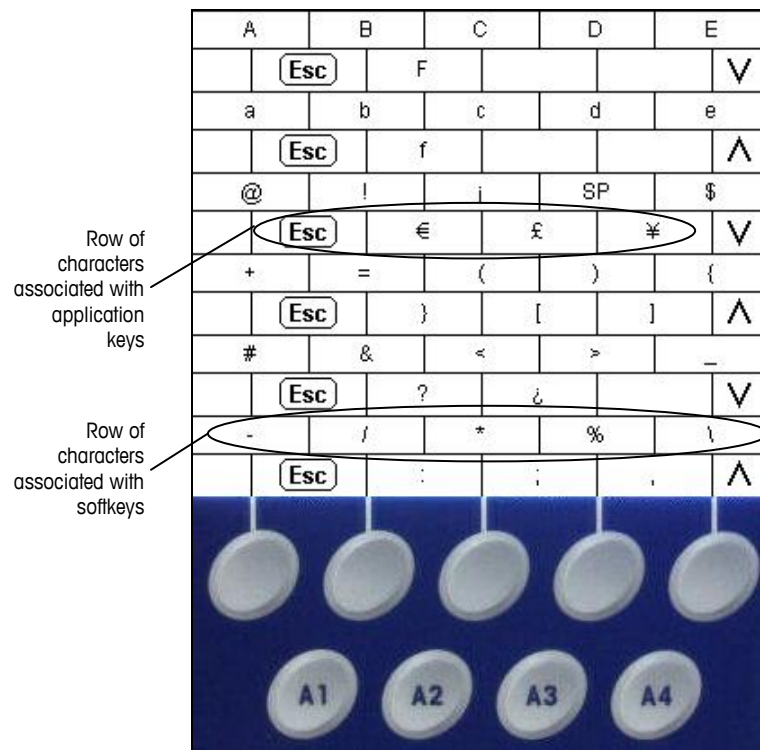 A B C D E
Esc F V
a b c d e
Esc f Λ
@ ! ¡ SP $
Esc € £ ¥ V
Row of
characters
associated with
application
keys
+ = ( ) {
Esc } [ ] Λ
# & < > _
Esc ? ¿ V
Row of
characters
associated with
softkeys
- / * % \
Esc : ; , Λ
A1 A2 A3 A4